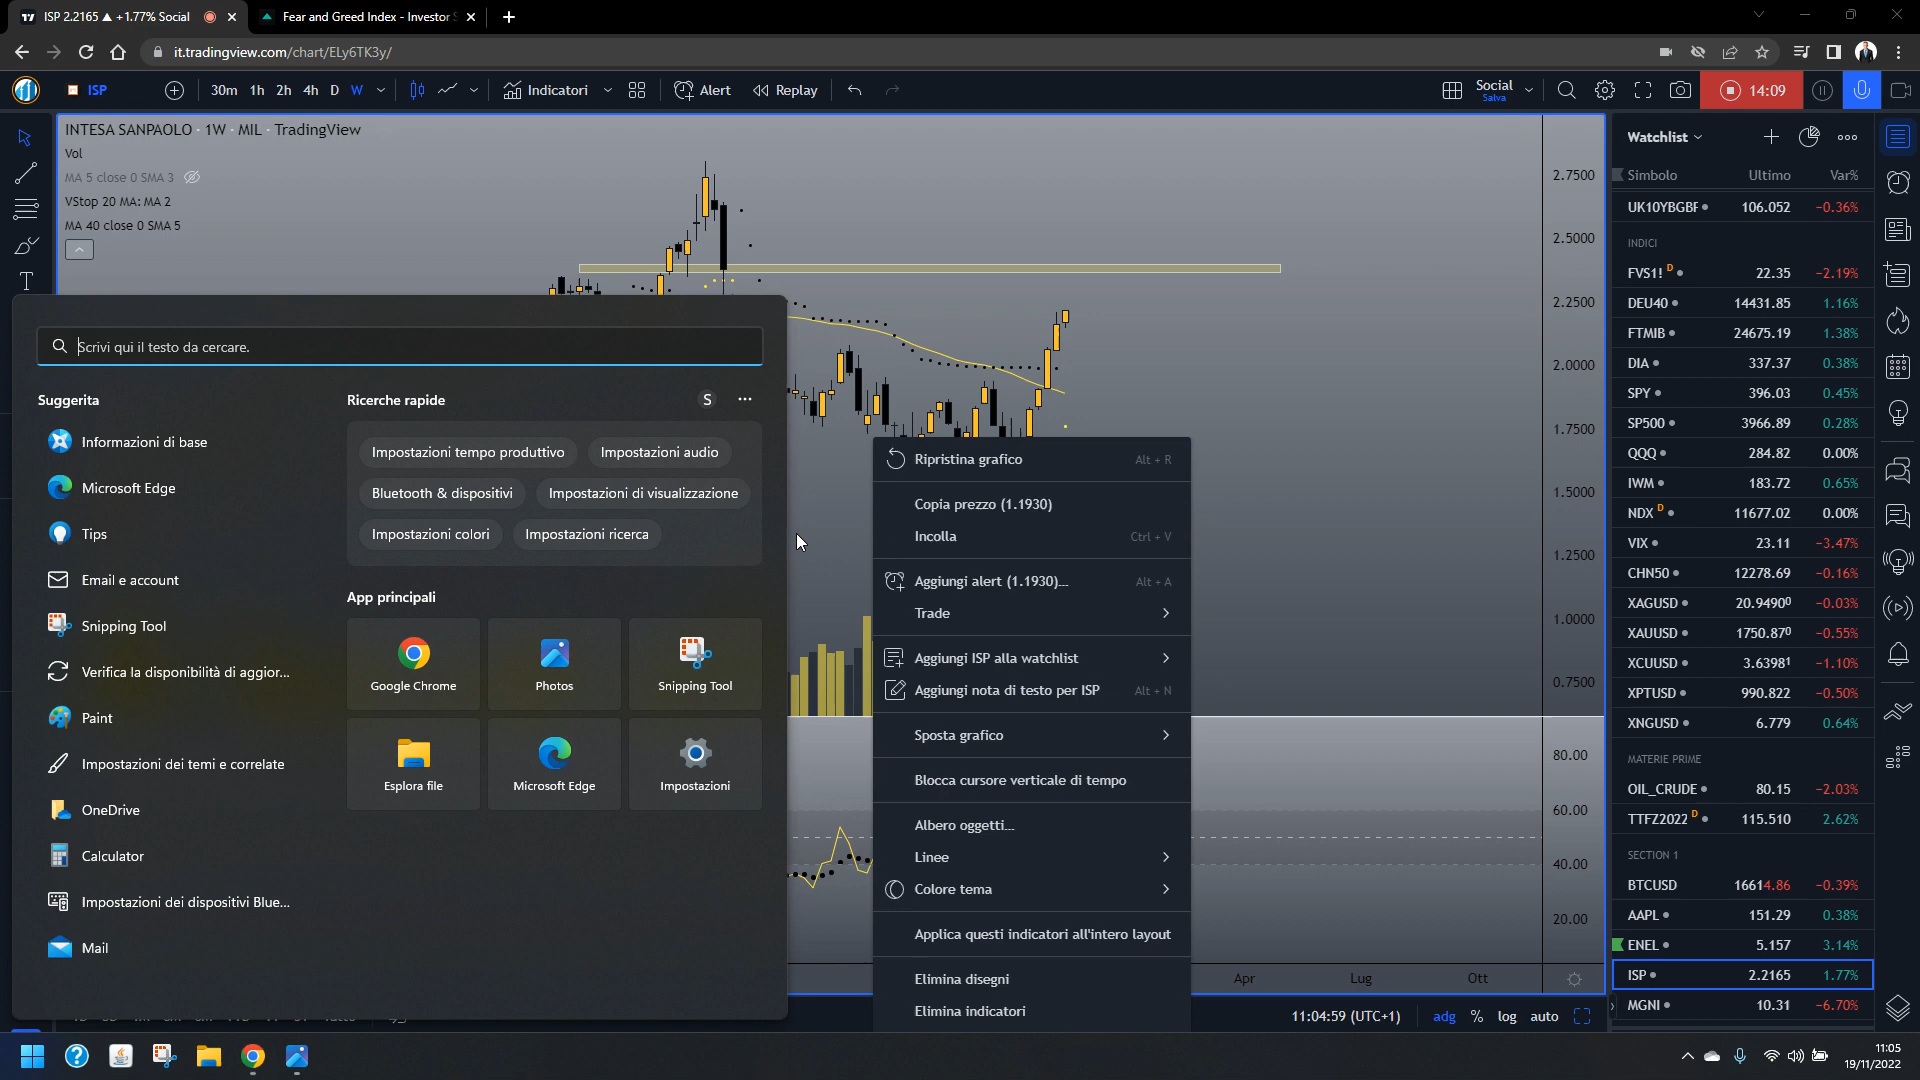 ISP 2.2165 ▲ +1.77% Social
Fear and Greed Index - Investor
it.tradingview.com/chart/ELy6TK3y/
ISP
30m 1h 2h 4h D W
Indicatori
Alert
Replay
Social
Salva
14:09
INTESA SANPAOLO · 1W · MIL · TradingView
Vol
MA 5 close 0 SMA 3
VStop 20 MA: MA 2
MA 40 close 0 SMA 5
2.7500
2.5000
2.2500
2.0000
1.7500
1.5000
1.2500
1.0000
0.7500
80.00
60.00
40.00
20.00
Apr
Lug
Ott
11:04:59 (UTC+1)
adg % log auto
Scrivi qui il testo da cercare.
Suggerita
Informazioni di base
Microsoft Edge
Tips
Email e account
Snipping Tool
Verifica la disponibilità di aggior...
Paint
Impostazioni dei temi e correlate
OneDrive
Calculator
Impostazioni dei dispositivi Blue...
Mail
Ricerche rapide
S
Impostazioni tempo produttivo
Impostazioni audio
Bluetooth & dispositivi
Impostazioni di visualizzazione
Impostazioni colori
Impostazioni ricerca
App principali
Google Chrome
Photos
Snipping Tool
Esplora file
Microsoft Edge
Impostazioni
Ripristina grafico Alt + R
Copia prezzo (1.1930)
Incolla Ctrl + V
Aggiungi alert (1.1930)... Alt + A
Trade
Aggiungi ISP alla watchlist
Aggiungi nota di testo per ISP Alt + N
Sposta grafico
Blocca cursore verticale di tempo
Albero oggetti...
Linee
Colore tema
Applica questi indicatori all'intero layout
Elimina disegni
Elimina indicatori
Watchlist
Simbolo Ultimo Var%
UK10YBGBF 106.052 −0.36%
INDICI
FVS1! D 22.35 −2.19%
DEU40 14431.85 1.16%
FTMIB 24675.19 1.38%
DIA 337.37 0.38%
SPY 396.03 0.45%
SP500 3966.89 0.28%
QQQ 284.82 0.00%
IWM 183.72 0.65%
NDX D 11677.02 0.00%
VIX 23.11 −3.47%
CHN50 12278.69 −0.16%
XAGUSD 20.9490⁰ −0.03%
XAUUSD 1750.87⁰ −0.55%
XCUUSD 3.6398¹ −1.10%
XPTUSD 990.822 −0.50%
XNGUSD 6.779 0.64%
MATERIE PRIME
OIL_CRUDE 80.15 −2.03%
TTFZ2022 D 115.510 2.62%
SECTION 1
BTCUSD 16614.86 −0.39%
AAPL 151.29 0.38%
ENEL 5.157 3.14%
ISP 2.2165 1.77%
MGNI 10.31 −6.70%
11:05
19/11/2022